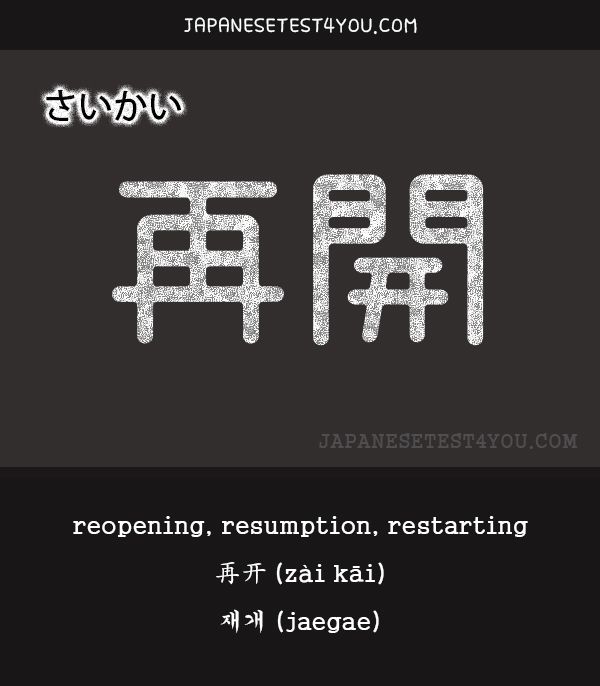 JAPANESETEST4YOU.COM
さいかい
再開
JAPANESETEST4YOU.COM
reopening, resumption, restarting
再开 (zài kāi)
재개 (jaegae)